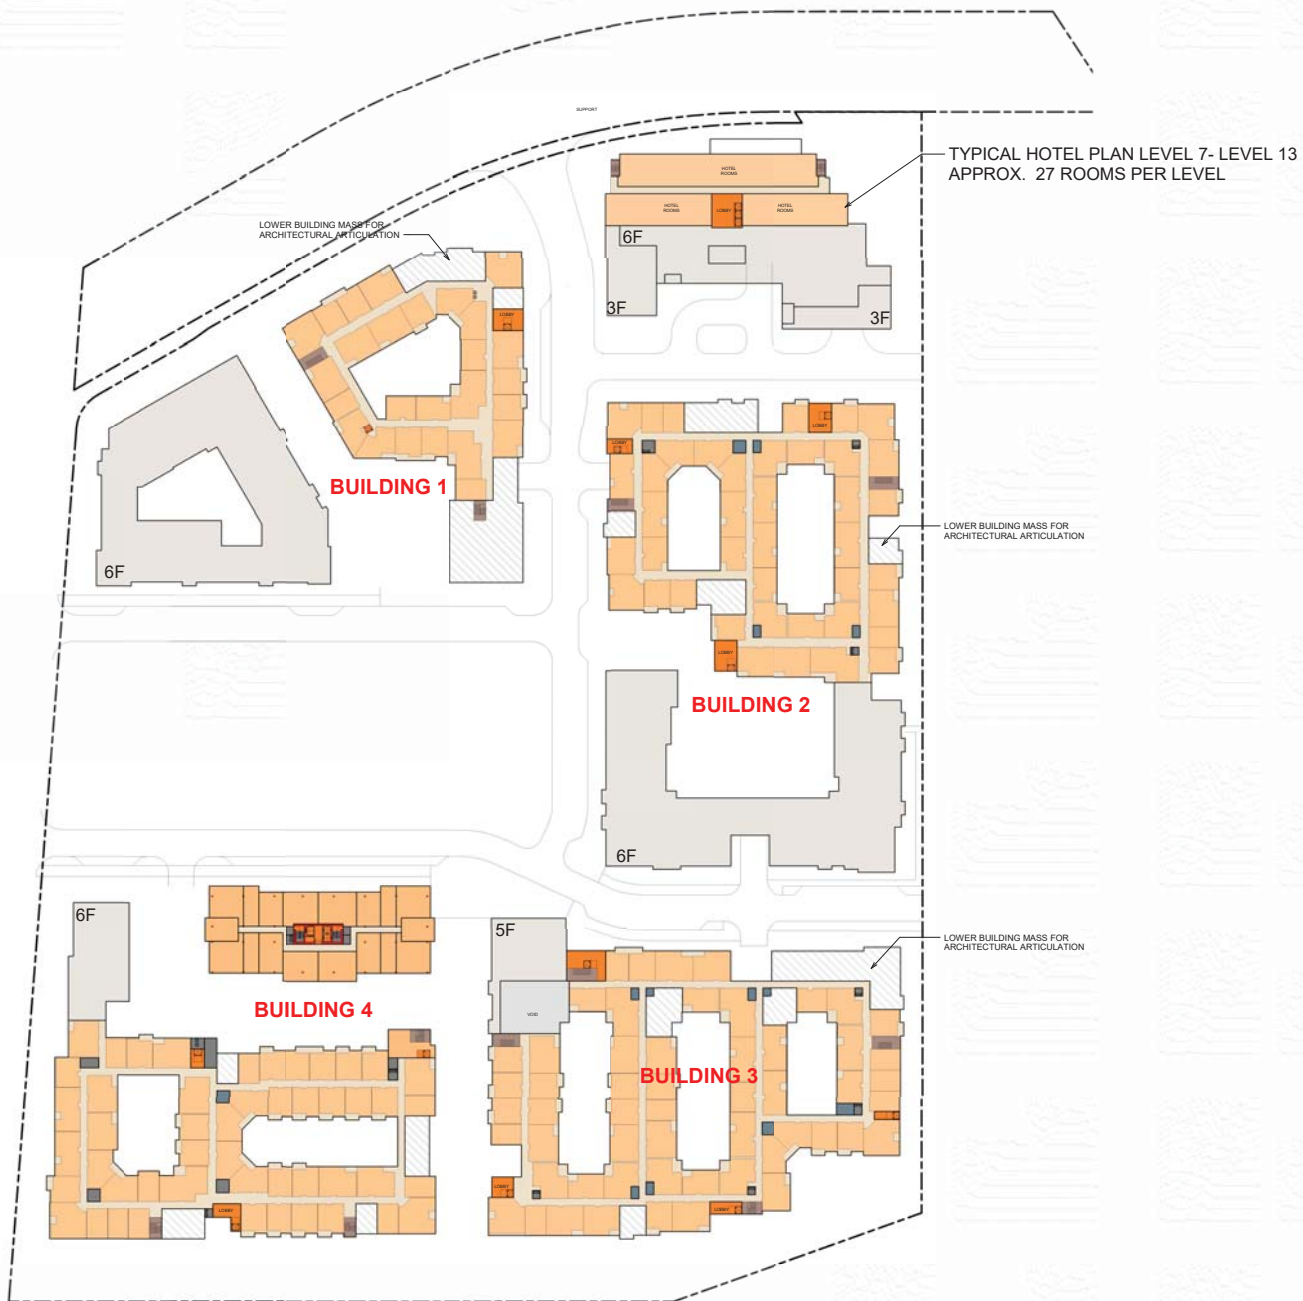 SUPPORT
TYPICAL HOTEL PLAN LEVEL 7- LEVEL 13
APPROX.  27 ROOMS PER LEVEL
HOTEL
ROOMS
HOTEL
ROOMS
LOBBY
HOTEL
ROOMS
LOWER BUILDING MASS FOR
ARCHITECTURAL ARTICULATION
6F
3F
3F
LOBBY
BUILDING 1
6F
LOBBY
LOBBY
LOWER BUILDING MASS FOR
ARCHITECTURAL ARTICULATION
LOBBY
BUILDING 2
6F
6F
5F
LOWER BUILDING MASS FOR
ARCHITECTURAL ARTICULATION
BUILDING 4
VOID
BUILDING 3
LOBBY
LOBBY
LOBBY